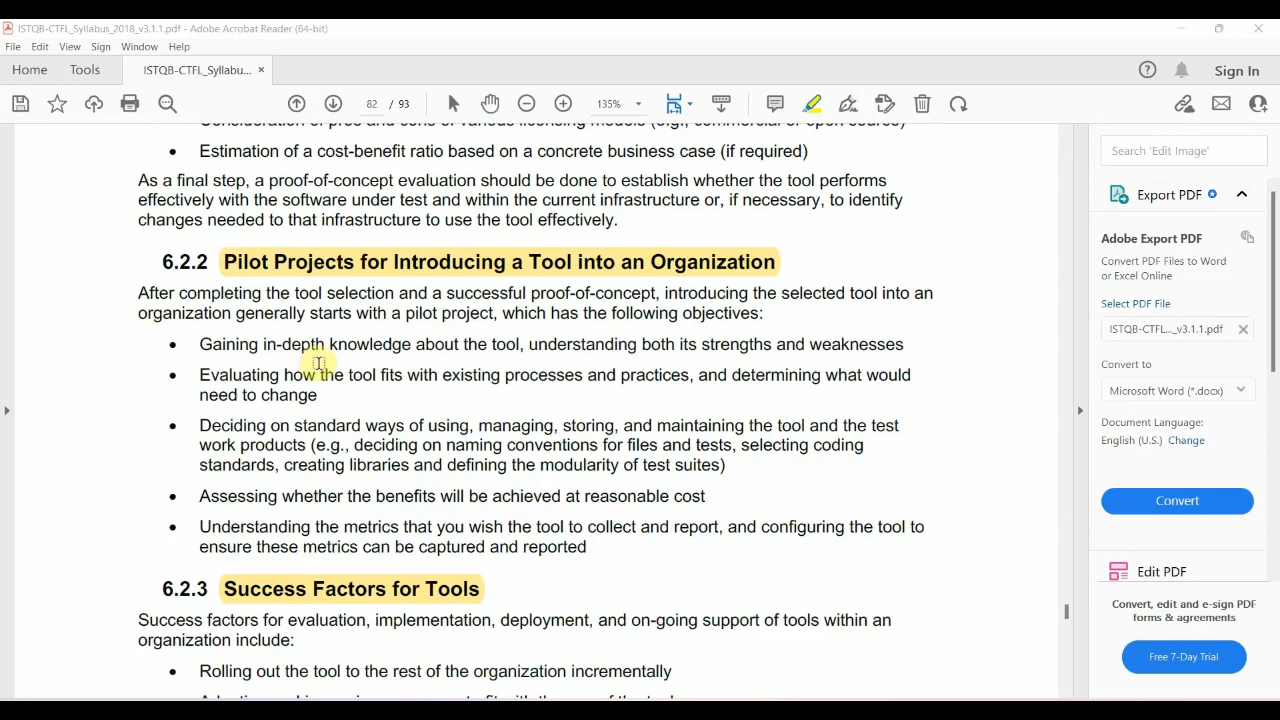 ISTQB-CTFL_Syllabus_2018_v3.1.1.pdf - Adobe Acrobat Reader (64-bit)
File Edit View Sign Window Help
Home Tools ISTQB-CTFL_Syllabu... × Sign In
82 / 93 135%
Consideration of pros and cons of various licensing models (e.g., commercial or open source)
• Estimation of a cost-benefit ratio based on a concrete business case (if required)
As a final step, a proof-of-concept evaluation should be done to establish whether the tool performs
effectively with the software under test and within the current infrastructure or, if necessary, to identify
changes needed to that infrastructure to use the tool effectively.
6.2.2 Pilot Projects for Introducing a Tool into an Organization
After completing the tool selection and a successful proof-of-concept, introducing the selected tool into an
organization generally starts with a pilot project, which has the following objectives:
• Gaining in-depth knowledge about the tool, understanding both its strengths and weaknesses
• Evaluating how the tool fits with existing processes and practices, and determining what would
need to change
• Deciding on standard ways of using, managing, storing, and maintaining the tool and the test
work products (e.g., deciding on naming conventions for files and tests, selecting coding
standards, creating libraries and defining the modularity of test suites)
• Assessing whether the benefits will be achieved at reasonable cost
• Understanding the metrics that you wish the tool to collect and report, and configuring the tool to
ensure these metrics can be captured and reported
6.2.3 Success Factors for Tools
Success factors for evaluation, implementation, deployment, and on-going support of tools within an
organization include:
• Rolling out the tool to the rest of the organization incrementally
Search 'Edit Image'
Export PDF
Adobe Export PDF
Convert PDF Files to Word
or Excel Online
Select PDF File
ISTQB-CTFL..._v3.1.1.pdf
Convert to
Microsoft Word (*.docx)
Document Language:
English (U.S.) Change
Convert
Edit PDF
Convert, edit and e-sign PDF
forms & agreements
Free 7-Day Trial